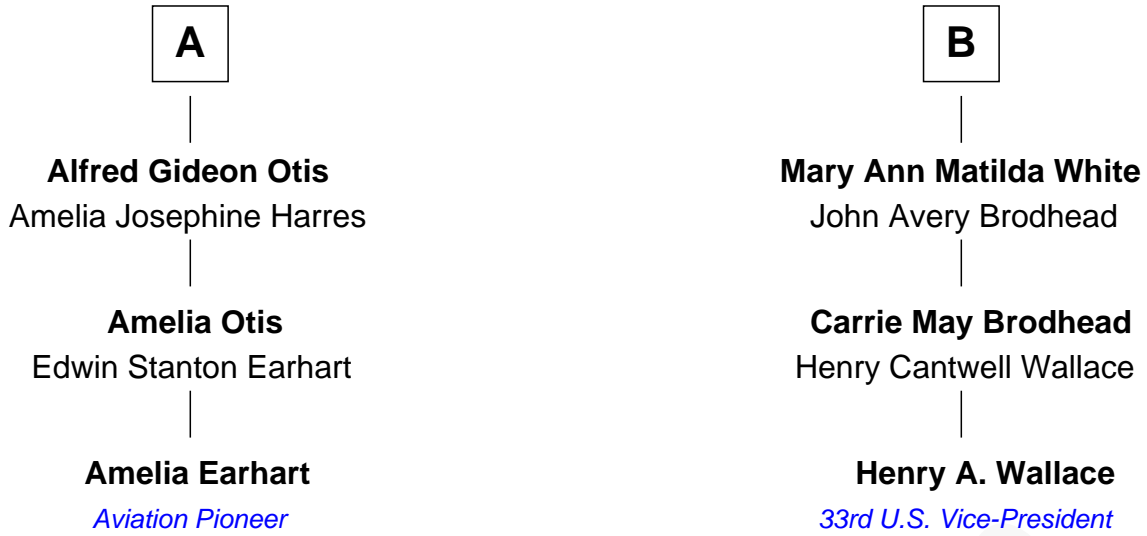 A
B
Alfred Gideon Otis
Mary Ann Matilda White
Amelia Josephine Harres
John Avery Brodhead
Amelia Otis
Carrie May Brodhead
Edwin Stanton Earhart
Henry Cantwell Wallace
Amelia Earhart
Henry A. Wallace
Aviation Pioneer
33rd U.S. Vice-President